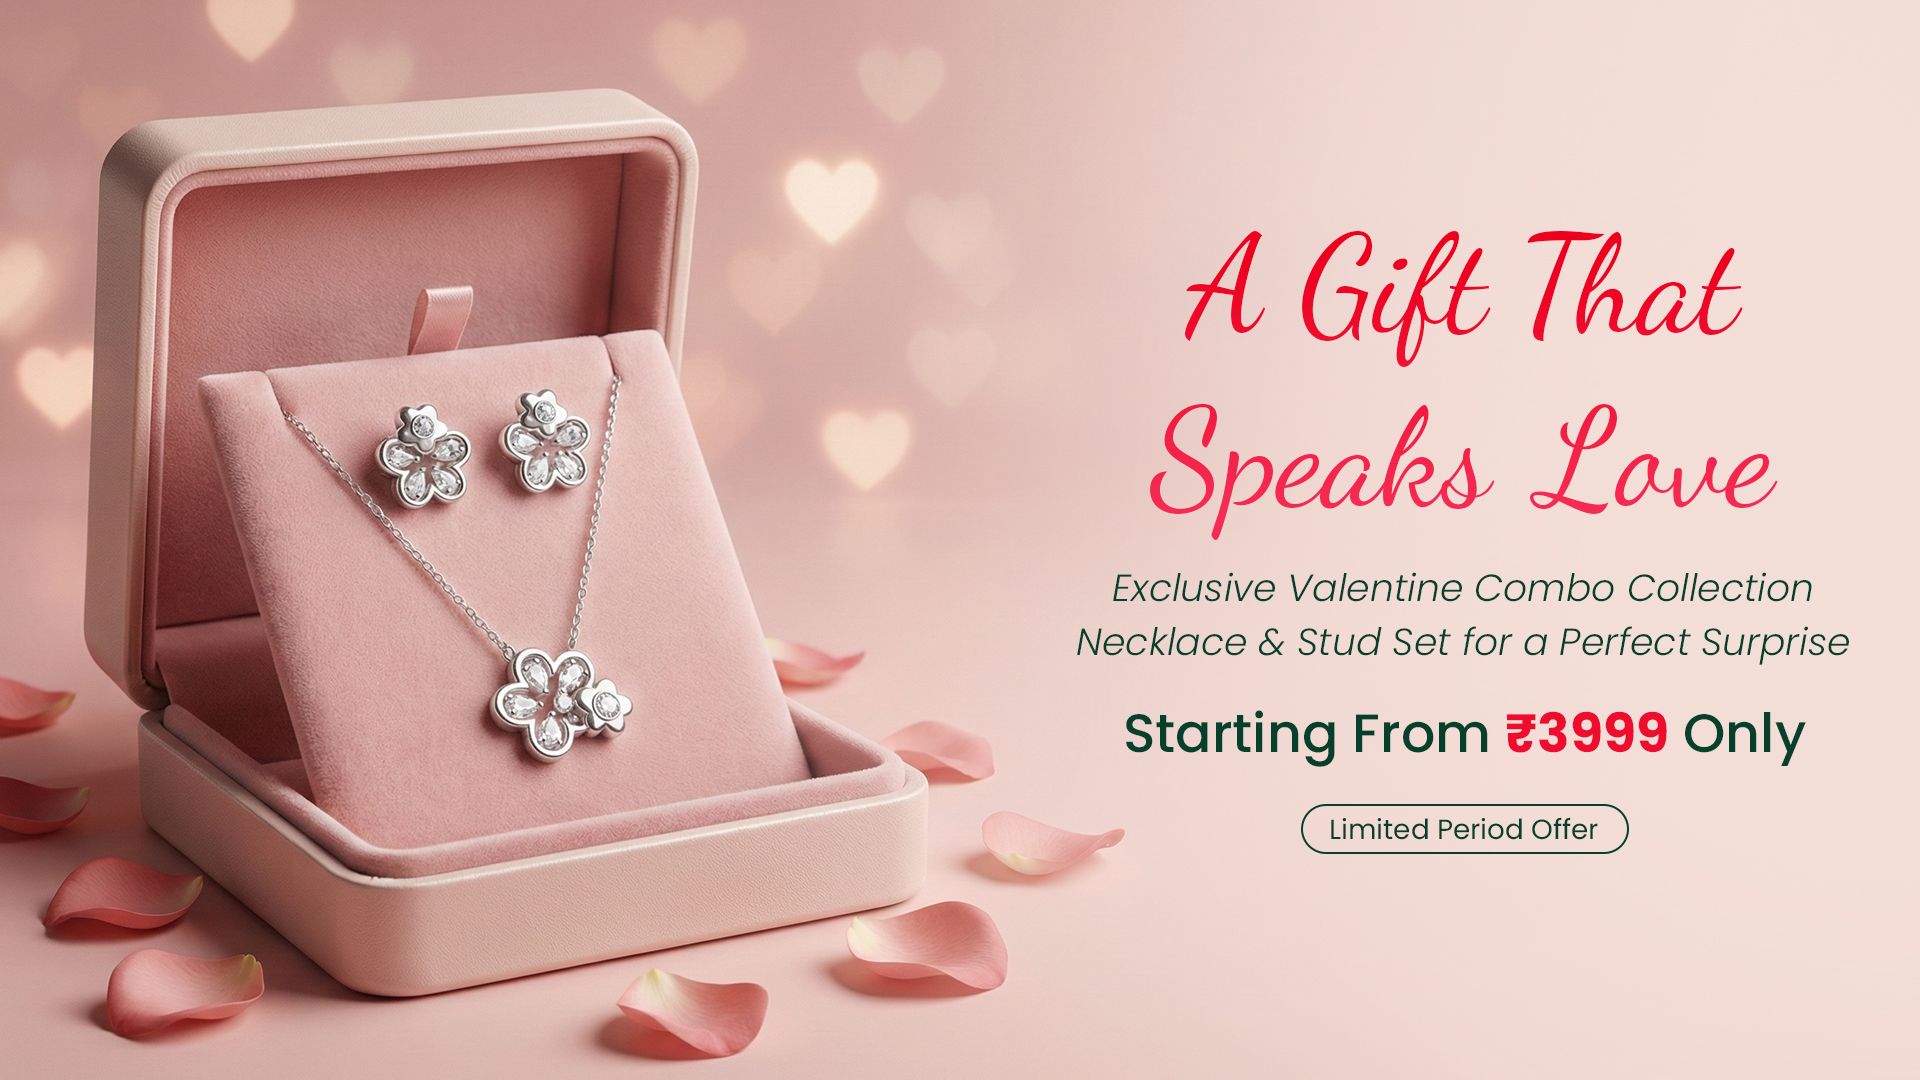 A Gift That
Speaks Love
Exclusive Valentine Combo Collection
Necklace & Stud Set for a Perfect Surprise
Starting From ₹3999 Only
Limited Period Offer